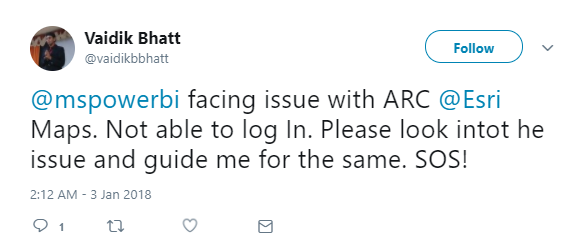 Vaidik Bhatt
@vaidikbbhatt
Follow
@mspowerbi facing issue with ARC @Esri
Maps. Not able to log In. Please look intot he
issue and guide me for the same. SOS!
2:12 AM - 3 Jan 2018
1